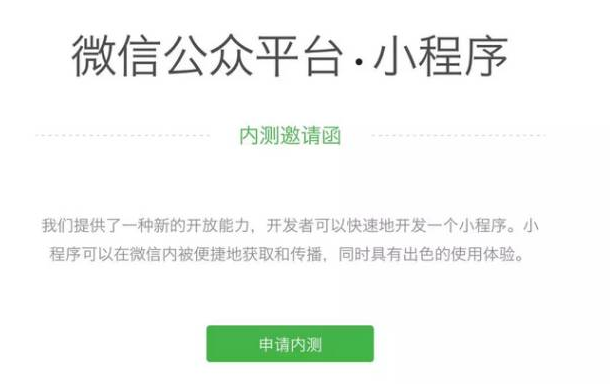 微信公众平台·小程序
内测邀请函
我们提供了一种新的开放能力，开发者可以快速地开发一个小程序。小
程序可以在微信内被便捷地获取和传播，同时具有出色的使用体验。
申请内测